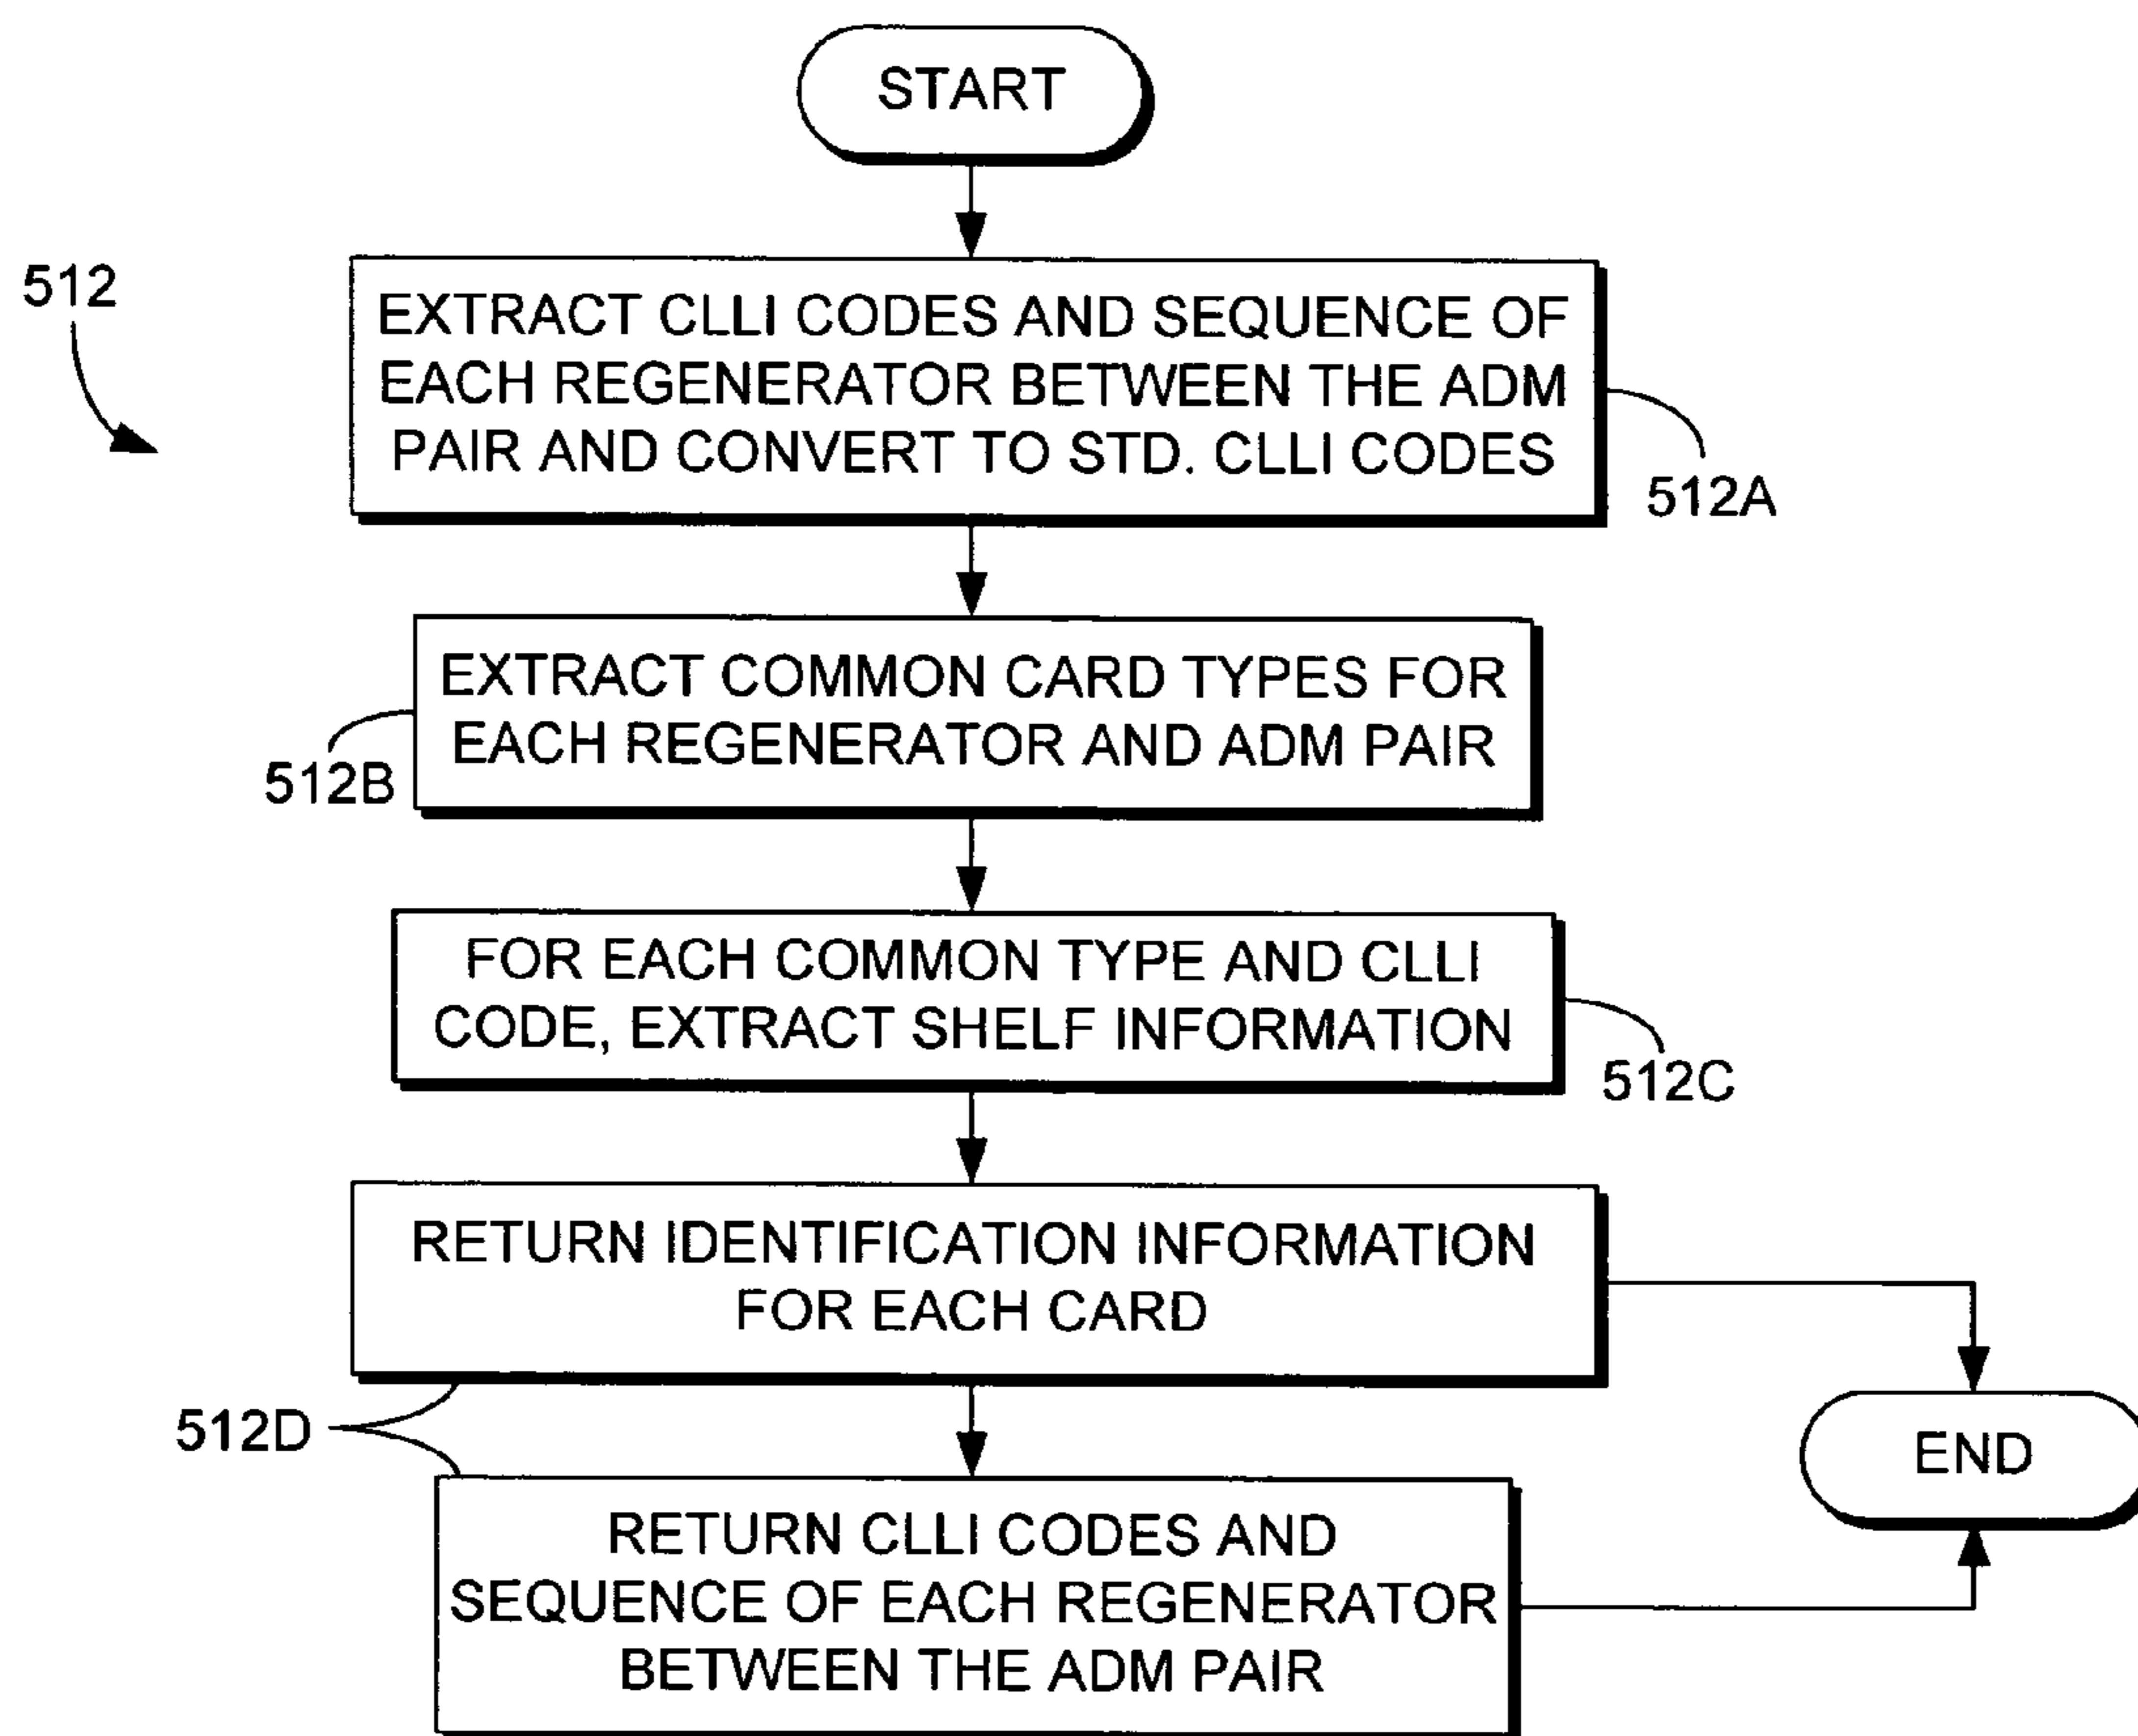 START
512
EXTRACT CLLI CODES AND SEQUENCE OF
EACH REGENERATOR BETWEEN THE ADM
PAIR AND CONVERT TO STD. CLLI CODES
512A
EXTRACT COMMON CARD TYPES FOR
EACH REGENERATOR AND ADM PAIR
512B
FOR EACH COMMON TYPE AND CLLI
CODE, EXTRACT SHELF INFORMATION
512C
RETURN IDENTIFICATION INFORMATION
FOR EACH CARD
512D
END
RETURN CLLI CODES AND
SEQUENCE OF EACH REGENERATOR
BETWEEN THE ADM PAIR